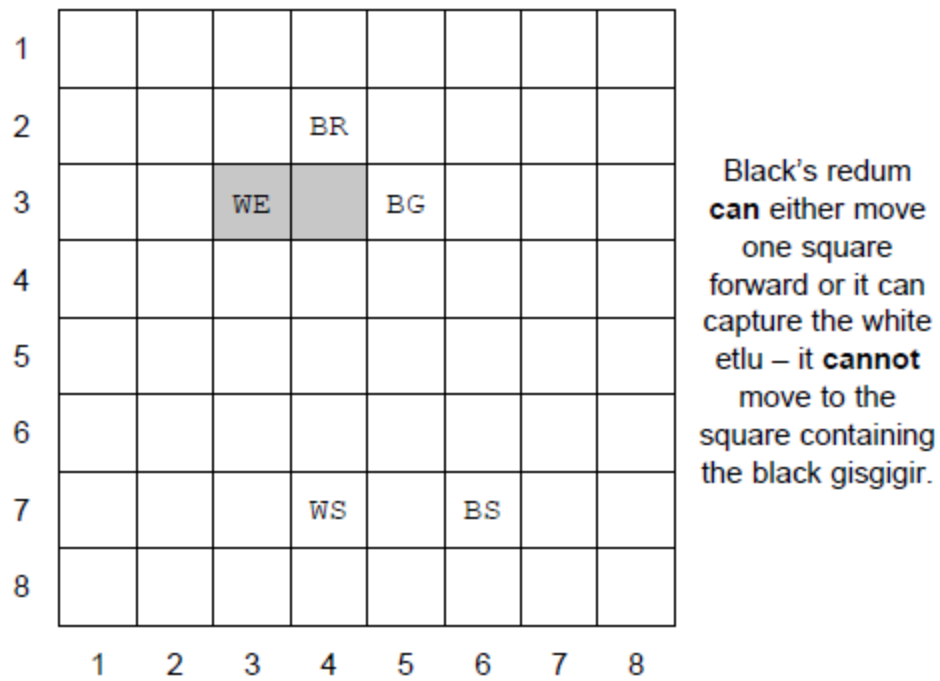 1
2 BR
3 WE BG
4
5
6
7 WS BS
8
1 2 3 4 5 6 7 8
Black’s redum
can either move
one square
forward or it can
capture the white
etlu – it cannot
move to the
square containing
the black gisgigir.